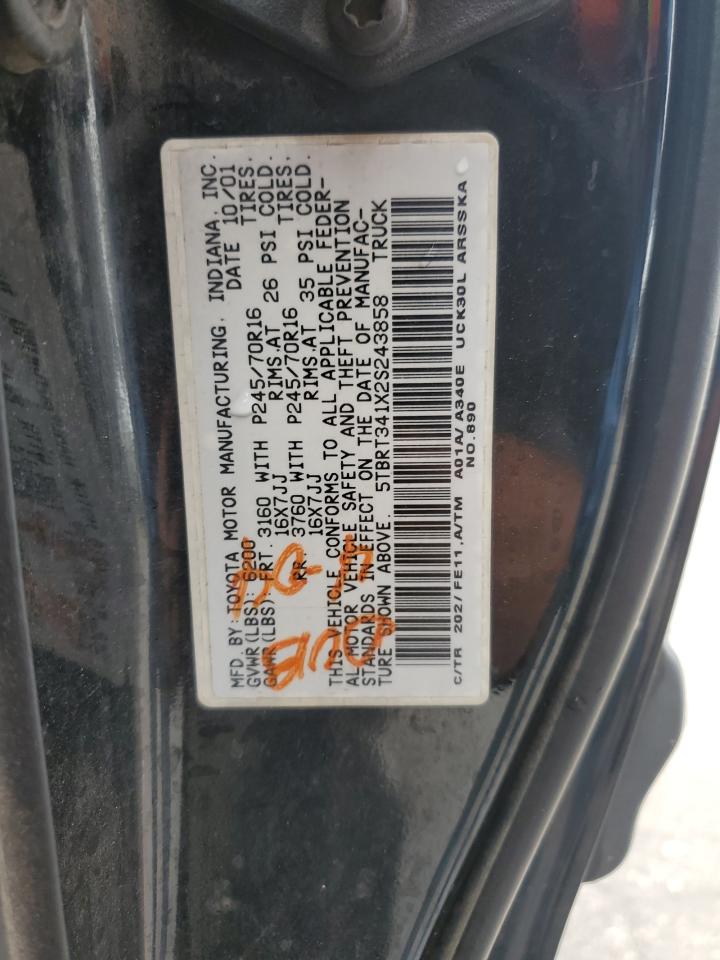 MFD. BY: TOYOTA MOTOR MANUFACTURING, INDIANA, INC.
GVWR(LBS) 6200 DATE 10/01
GAWR(LBS) FRT. 3160 WITH P245/70R16 TIRES,
16X7JJ RIMS.AT 26 PSI COLD.
RR 3760 WITH P245/70R16 TIRES,
16X7JJ RIMS.AT 35 PSI COLD.
THIS VEHICLE CONFORMS TO ALL APPLICABLE FEDER-
AL MOTOR VEHICLE SAFETY AND THEFT PREVENTION
STANDARDS IN EFFECT ON THE DATE OF MANUFAC-
TURE SHOWN ABOVE. 5TBRT341X2S243858 TRUCK
C/TR 202/FE11,A/TM A01A/A340E UCK30L ARSSKA
NO.890